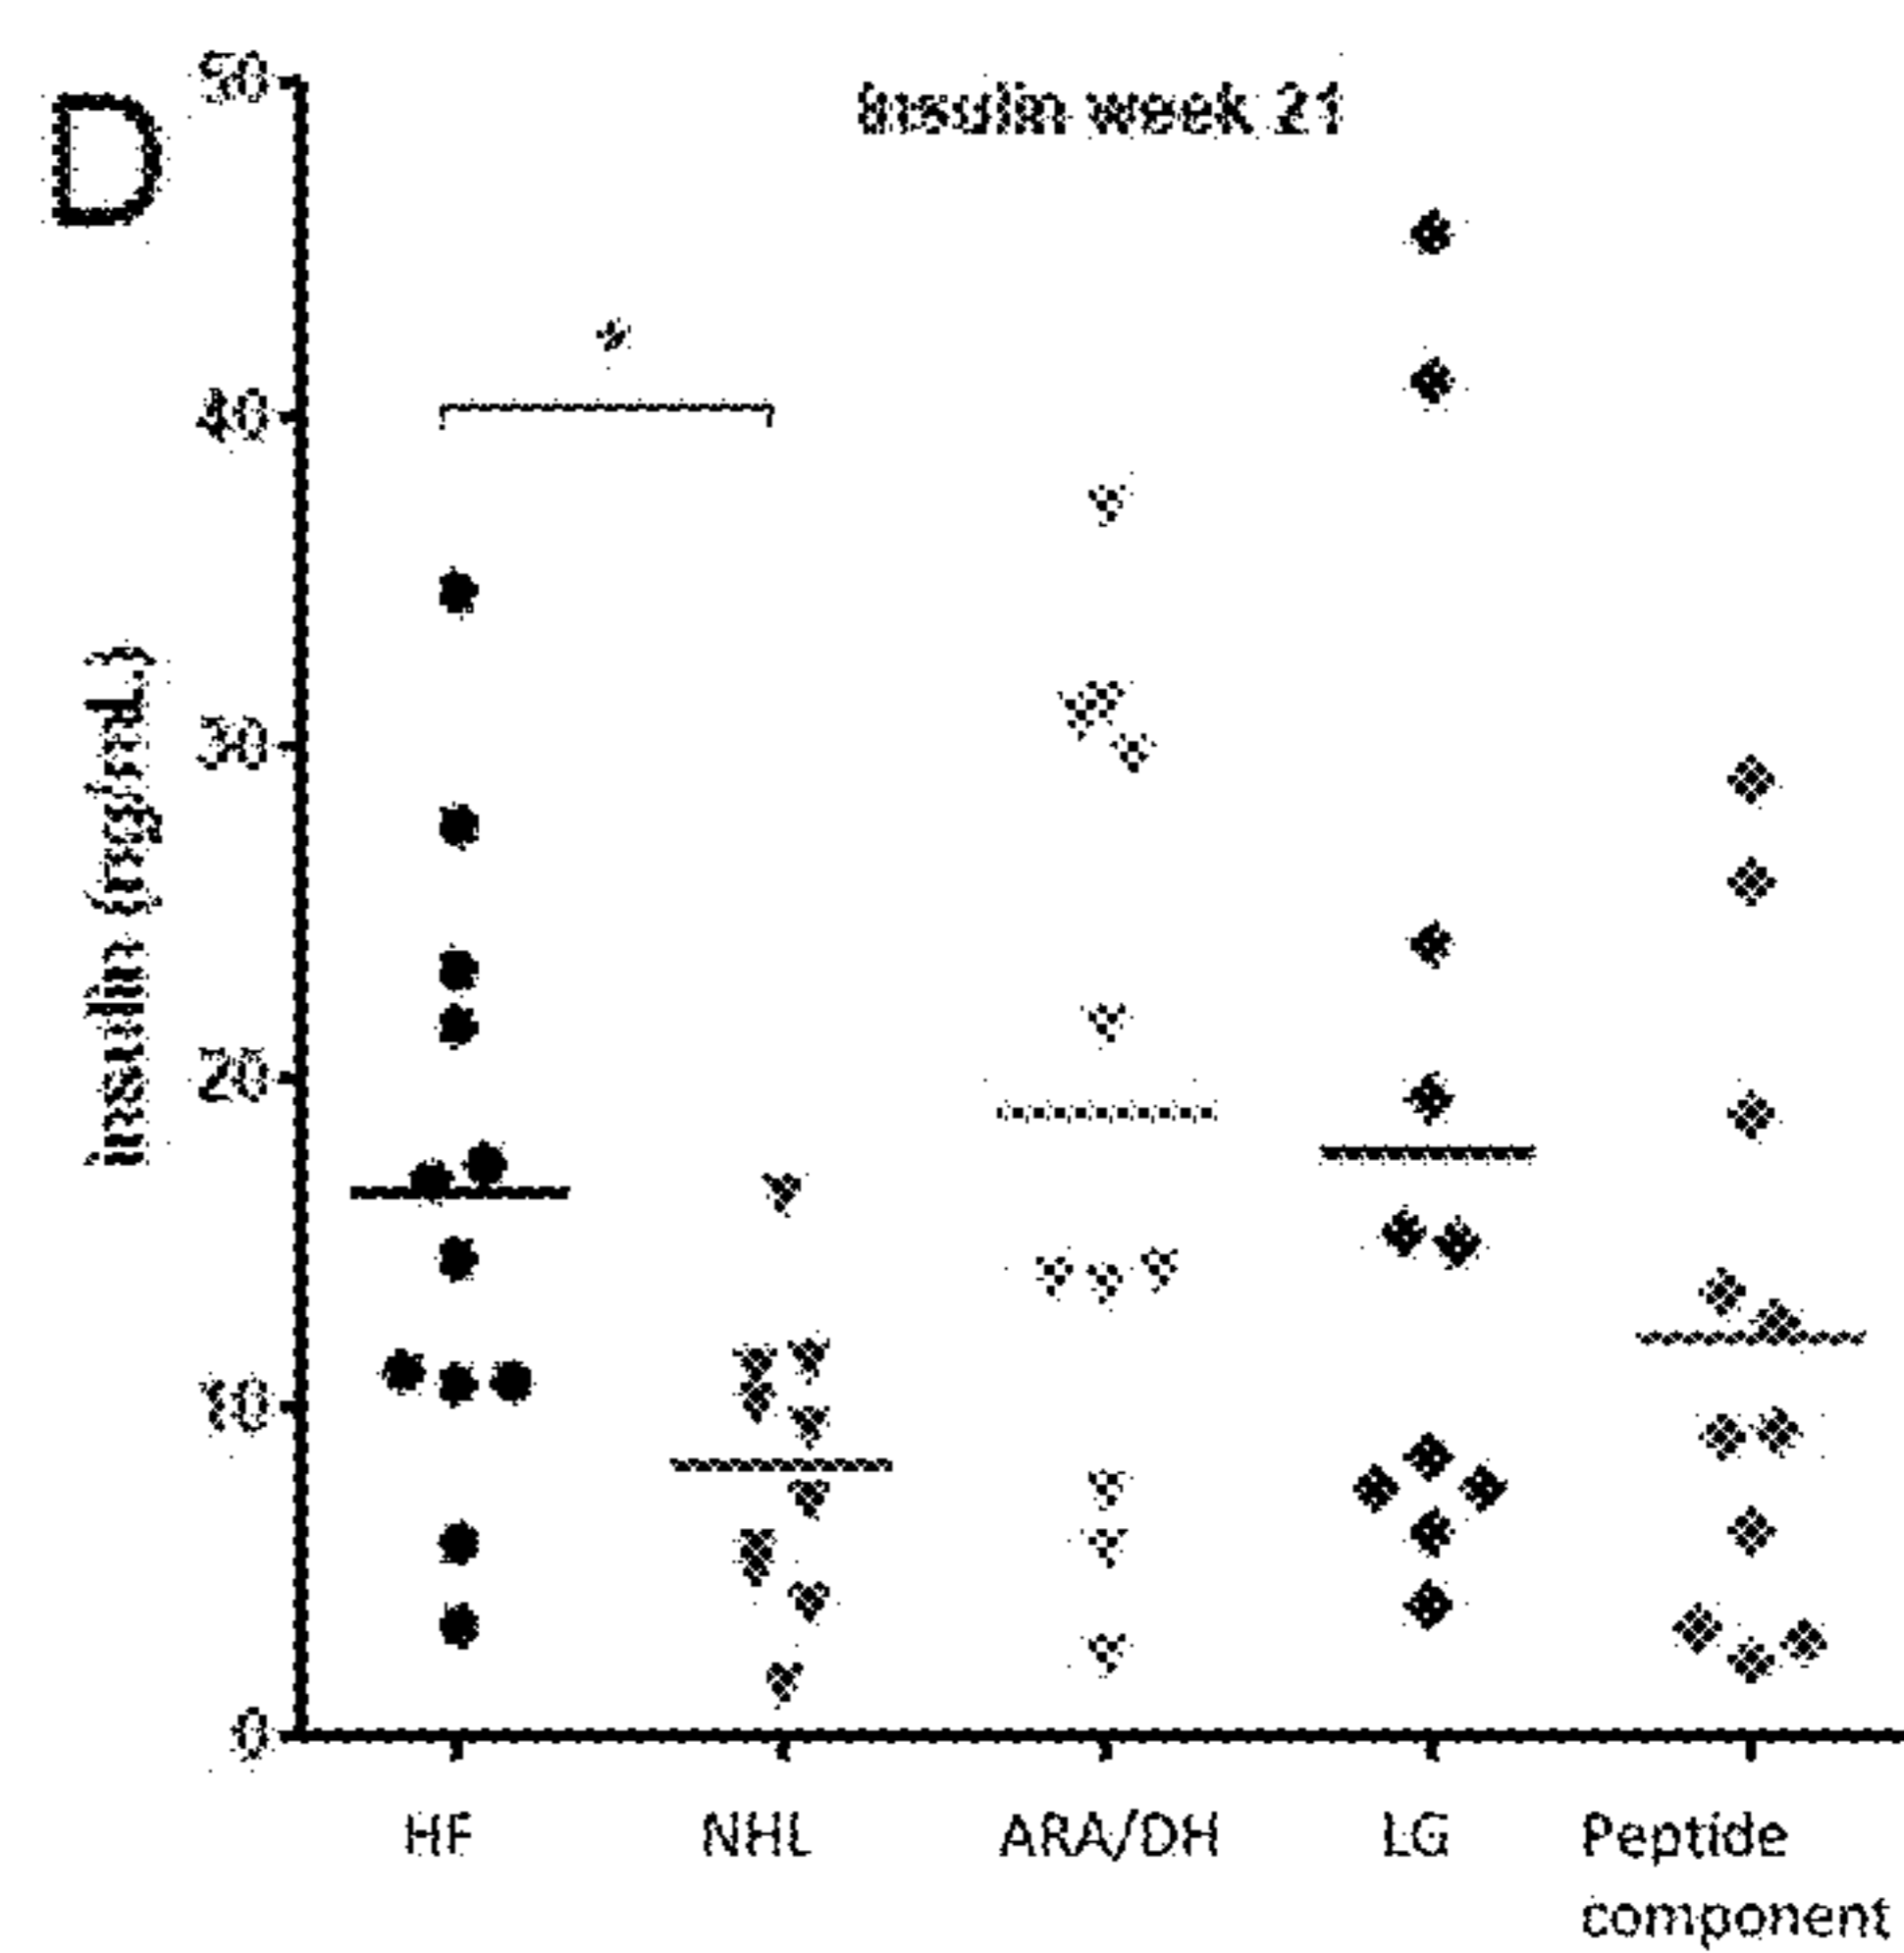 D
Insulin week 21
Insulin (ng/mL)
50
40
*
30
20
10
0
HF
NHL
ARA/DH
LG
Peptide
component